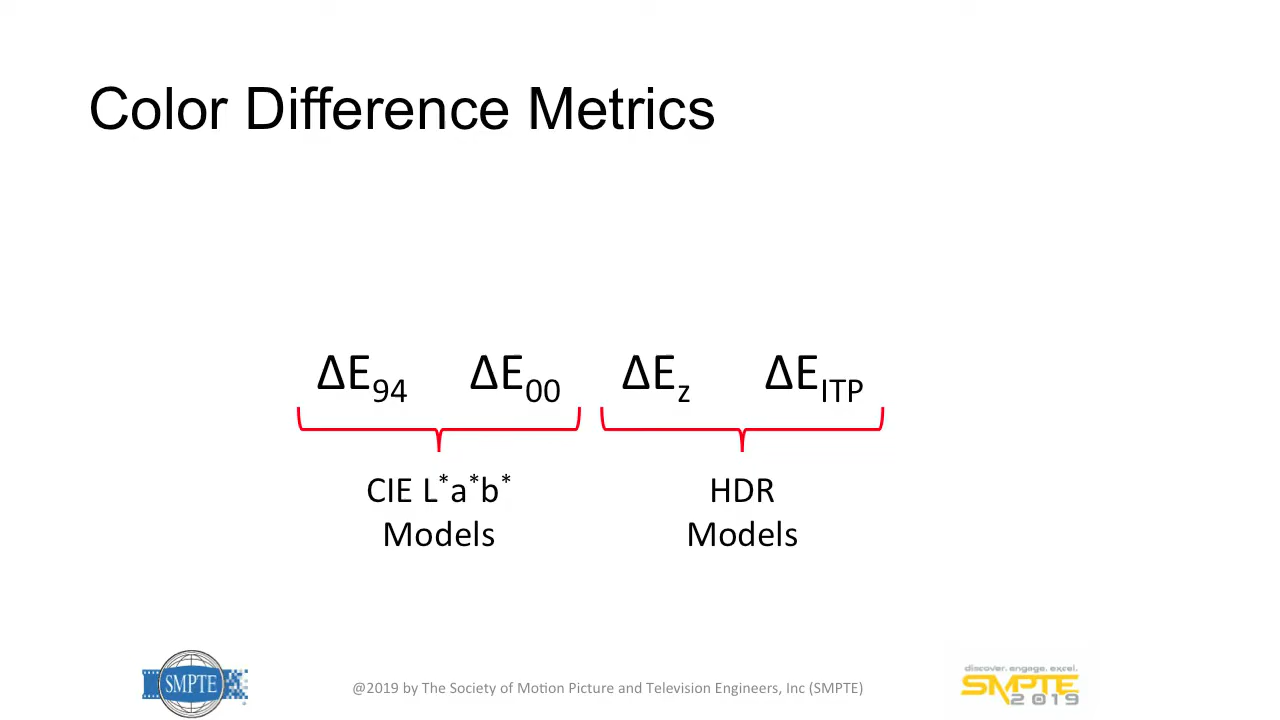 Color Difference Metrics
ΔE94 ΔE00 ΔEz ΔEITP
CIE L*a*b* HDR
Models Models
SMPTE
@2019 by The Society of Motion Picture and Television Engineers, Inc (SMPTE)
discover. engage. excel.
SMPTE
2019